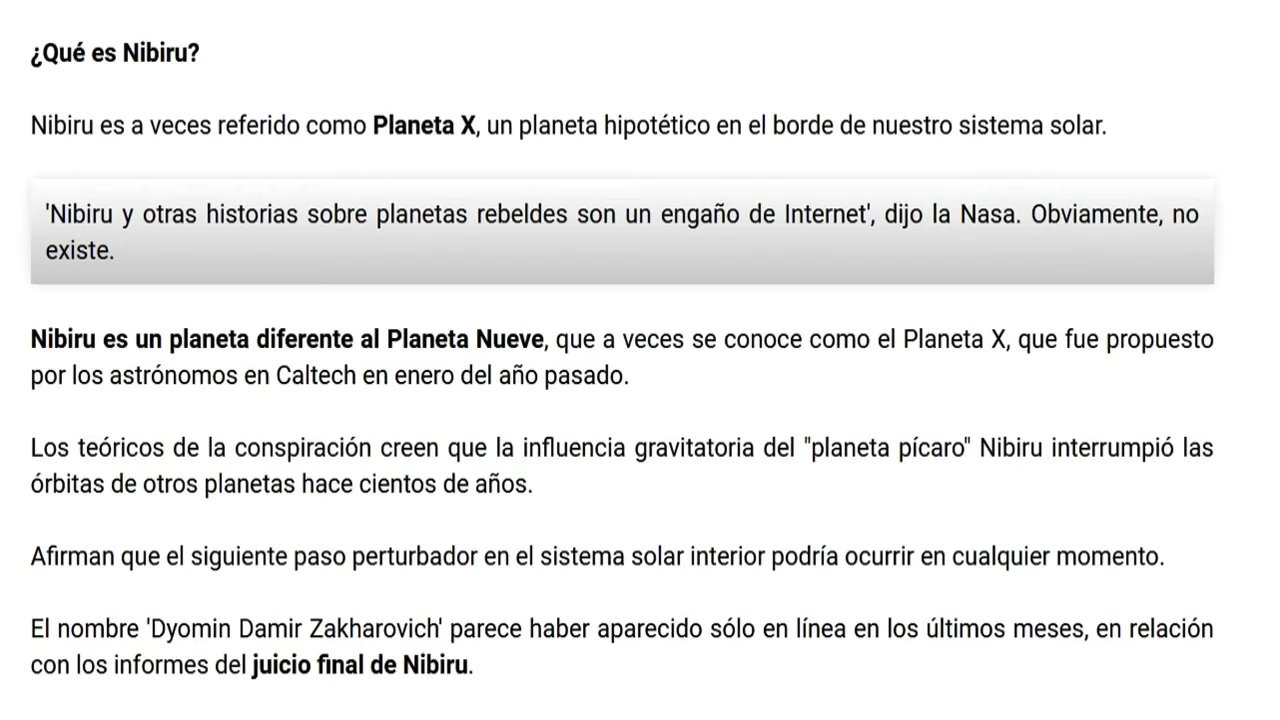 ¿Qué es Nibiru?
Nibiru es a veces referido como Planeta X, un planeta hipotético en el borde de nuestro sistema solar.
'Nibiru y otras historias sobre planetas rebeldes son un engaño de Internet', dijo la Nasa. Obviamente, no
existe.
Nibiru es un planeta diferente al Planeta Nueve, que a veces se conoce como el Planeta X, que fue propuesto
por los astrónomos en Caltech en enero del año pasado.
Los teóricos de la conspiración creen que la influencia gravitatoria del "planeta pícaro" Nibiru interrumpió las
órbitas de otros planetas hace cientos de años.
Afirman que el siguiente paso perturbador en el sistema solar interior podría ocurrir en cualquier momento.
El nombre 'Dyomin Damir Zakharovich' parece haber aparecido sólo en línea en los últimos meses, en relación
con los informes del juicio final de Nibiru.